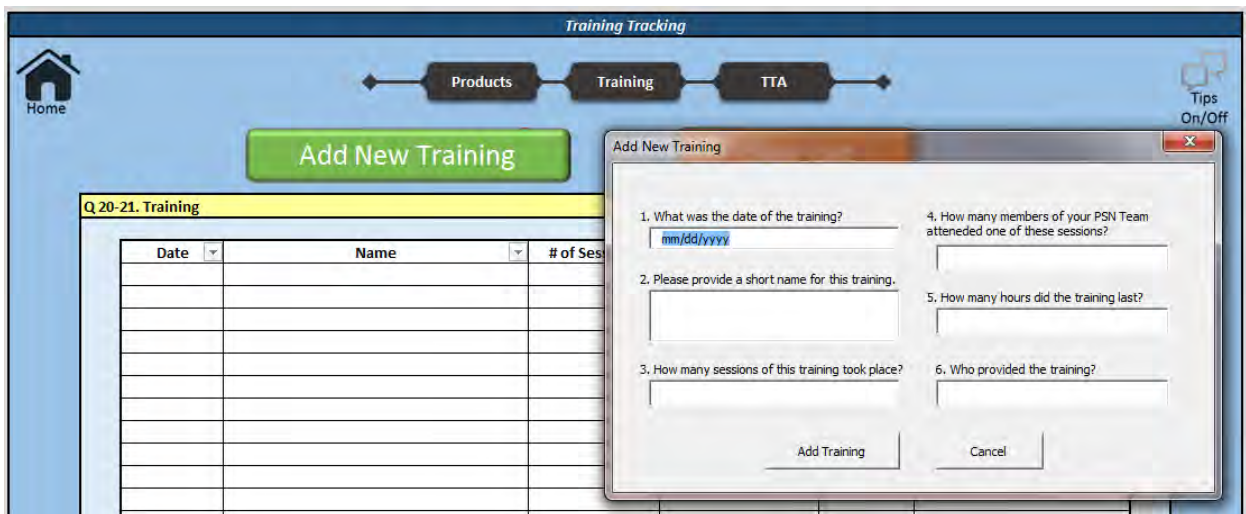 Training Tracking
Home
Products
Training
TTA
Tips
On/Off
Add New Training
Q 20-21. Training
Date
Name
# of Ses
Add New Training
1. What was the date of the training?
mm/dd/yyyy
2. Please provide a short name for this training.
3. How many sessions of this training took place?
4. How many members of your PSN Team
atteneded one of these sessions?
5. How many hours did the training last?
6. Who provided the training?
Add Training
Cancel